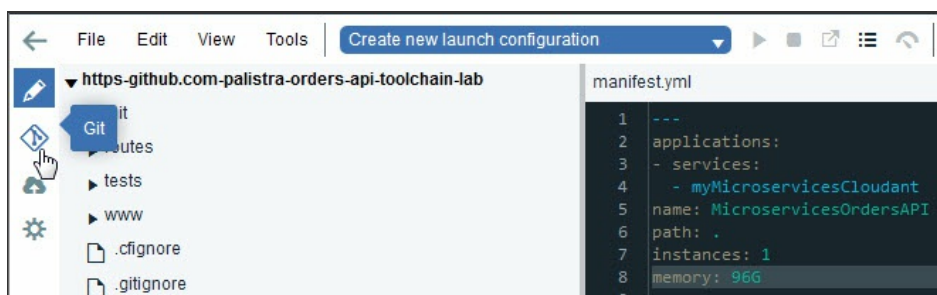 File Edit View Tools Create new launch configuration
https-github.com-palistra-orders-api-toolchain-lab
manifest.yml
Git
it
utes
tests
www
.cfignore
.gitignore
1 ---
2 applications:
3 - services:
4 - myMicroservicesCloudant
5 name: MicroservicesOrdersAPI
6 path: .
7 instances: 1
8 memory: 96G